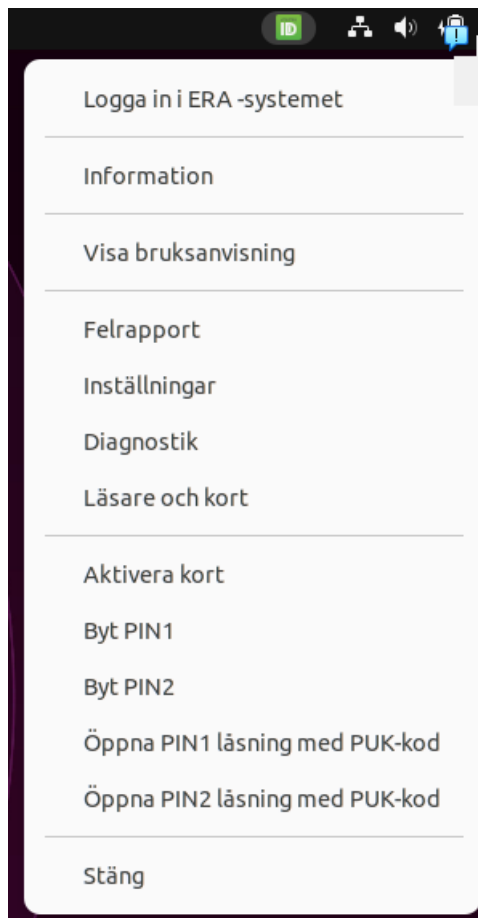 ID
Logga in i ERA -systemet
Information
Visa bruksanvisning
Felrapport
Inställningar
Diagnostik
Läsare och kort
Aktivera kort
Byt PIN1
Byt PIN2
Öppna PIN1 låsning med PUK-kod
Öppna PIN2 låsning med PUK-kod
Stäng